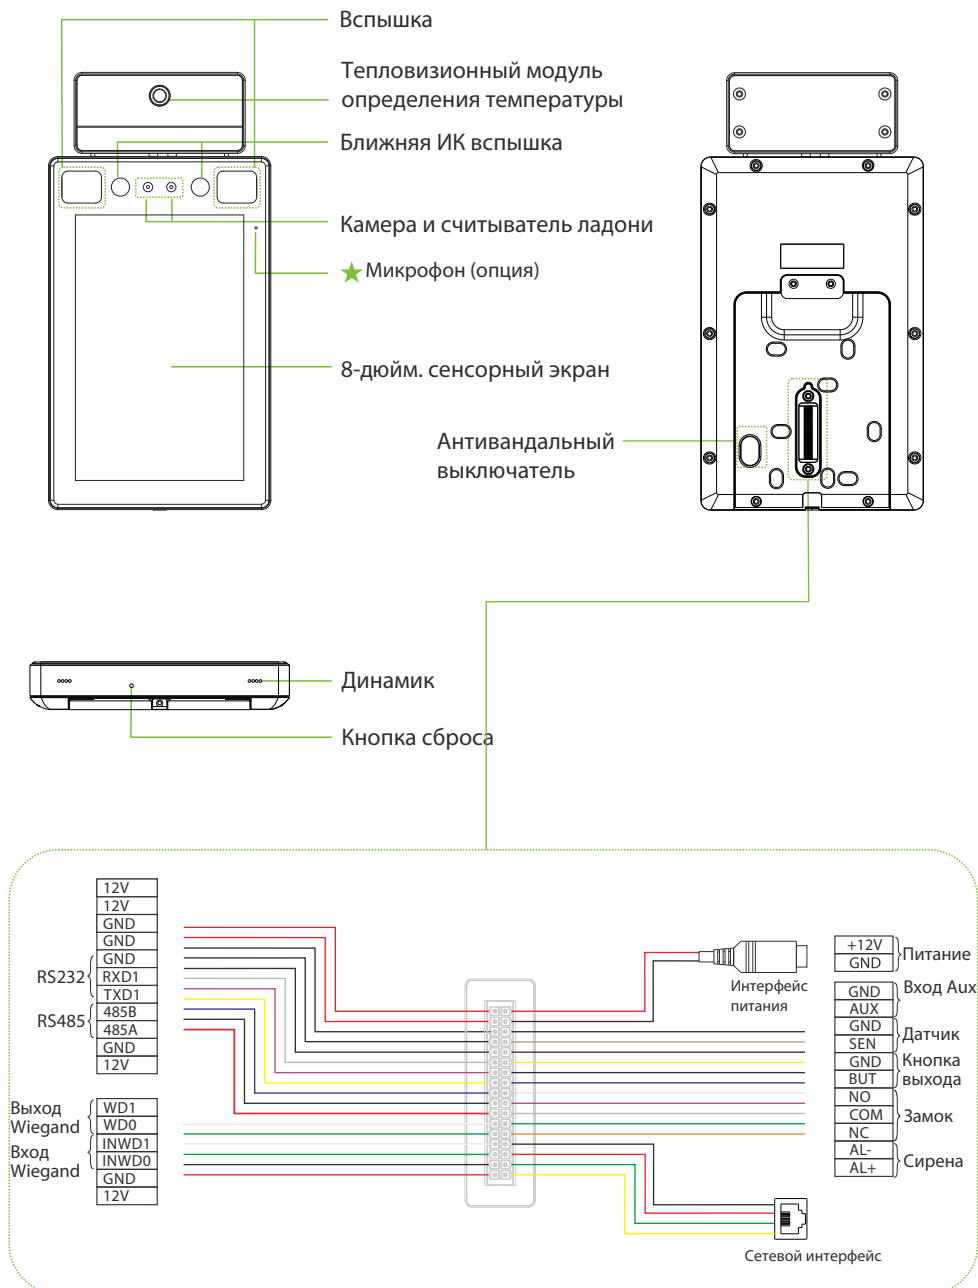 Вспышка
Тепловизионный модуль
определения температуры
Ближняя ИК вспышка
Камера и считыватель ладони
Микрофон (опция)
8-дюйм. сенсорный экран
Антивандальный
выключатель
Динамик
Кнопка сброса
12V
12V
GND
GND
GND
RS232
RXD1
TXD1
RS485
485B
485A
GND
12V
Выход
Wiegand
WD1
WD0
Вход
Wiegand
INWD1
INWD0
GND
12V
Интерфейс
питания
+12V
GND
Питание
GND
AUX
Вход Aux
GND
SEN
Датчик
GND
BUT
Кнопка
выхода
NO
COM
NC
Замок
AL-
AL+
Сирена
Сетевой интерфейс